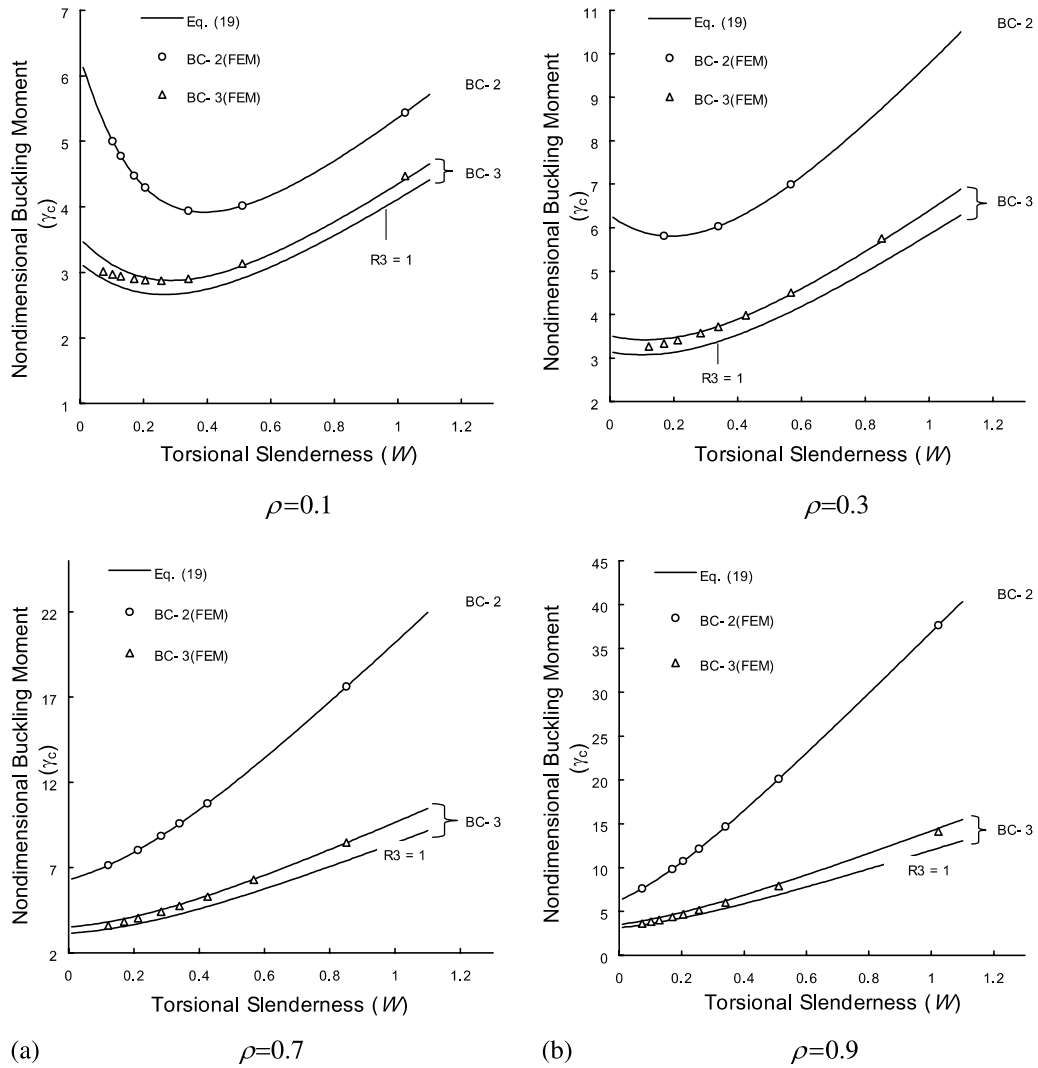 Eq. (19)
BC- 2(FEM)
BC- 3(FEM)
BC- 2
BC- 3
R3 = 1
Nondimensional Buckling Moment
(γc)
7
6
5
4
3
2
1
0
0.2
0.4
0.6
0.8
1
1.2
Torsional Slenderness (W)
ρ=0.1
Eq. (19)
BC- 2(FEM)
BC- 3(FEM)
BC- 2
BC- 3
R3 = 1
Nondimensional Buckling Moment
(γc)
11
10
9
8
7
6
5
4
3
2
0
0.2
0.4
0.6
0.8
1
1.2
Torsional Slenderness (W)
ρ=0.3
Eq. (19)
BC- 2(FEM)
BC- 3(FEM)
BC- 2
BC- 3
R3 = 1
Nondimensional Buckling Moment
(γc)
22
17
12
7
2
0
0.2
0.4
0.6
0.8
1
1.2
Torsional Slenderness (W)
(a)
ρ=0.7
Eq. (19)
BC- 2(FEM)
BC- 3(FEM)
BC- 2
BC- 3
R3 = 1
Nondimensional Buckling Moment
(γc)
45
40
35
30
25
20
15
10
5
0
0
0.2
0.4
0.6
0.8
1
1.2
Torsional Slenderness (W)
(b)
ρ=0.9